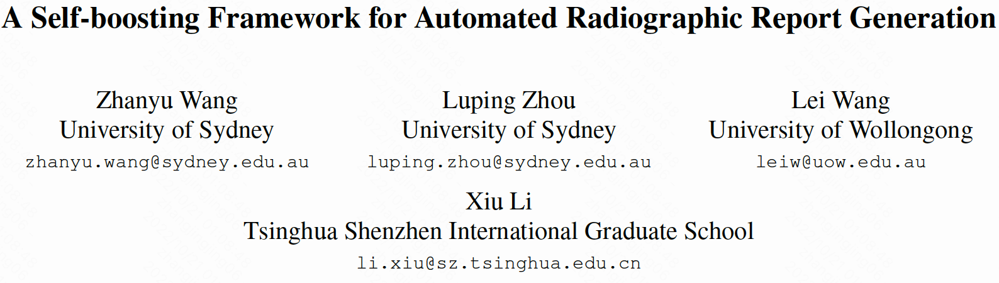 A Self-boosting Framework for Automated Radiographic Report Generation
Zhanyu Wang
University of Sydney
zhanyu.wang@sydney.edu.au
Luping Zhou
University of Sydney
luping.zhou@sydney.edu.au
Lei Wang
University of Wollongong
leiw@uow.edu.au
Xiu Li
Tsinghua Shenzhen International Graduate School
li.xiu@sz.tsinghua.edu.cn